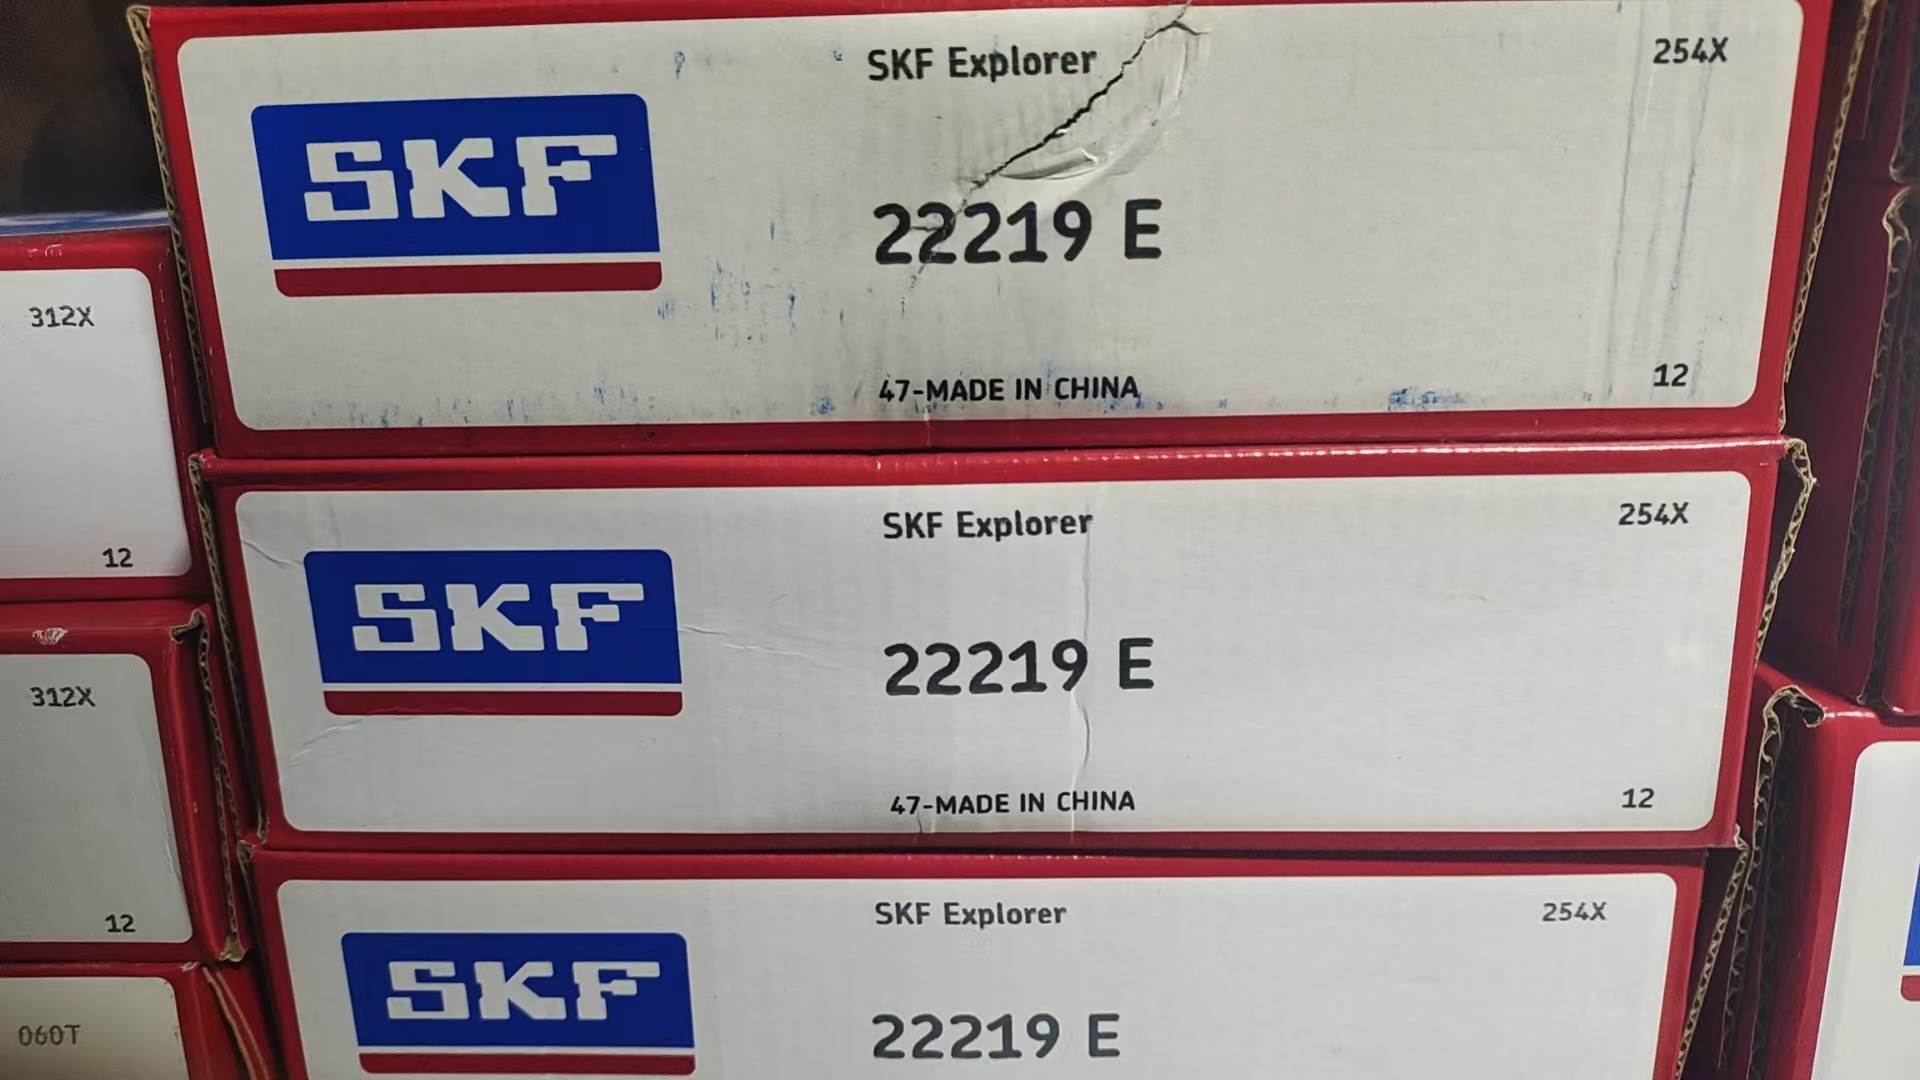 SKF Explorer
254X
SKF
22219 E
47-MADE IN CHINA
12
312X
12
SKF Explorer
254X
SKF
22219 E
47-MADE IN CHINA
12
312X
12
SKF Explorer
254X
SKF
22219 E
060T